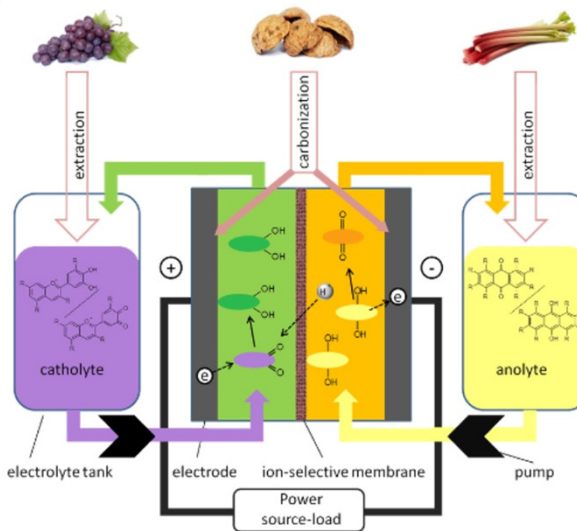 extraction
carbonization
extraction
+
-
OH
OH
O
O
H
OH
OH
OH
OH
e
e
O
O
OH
OH
catholyte
anolyte
electrolyte tank
electrode
ion-selective membrane
pump
Power
source-load